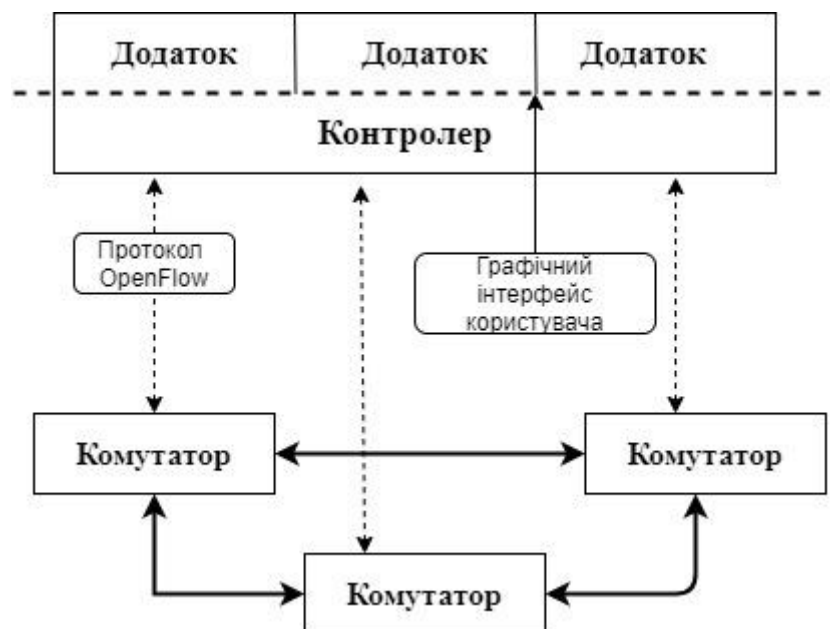 Додаток Додаток Додаток
Контролер
Протокол
OpenFlow
Графічний
інтерфейс
користувача
Комутатор Комутатор
Комутатор